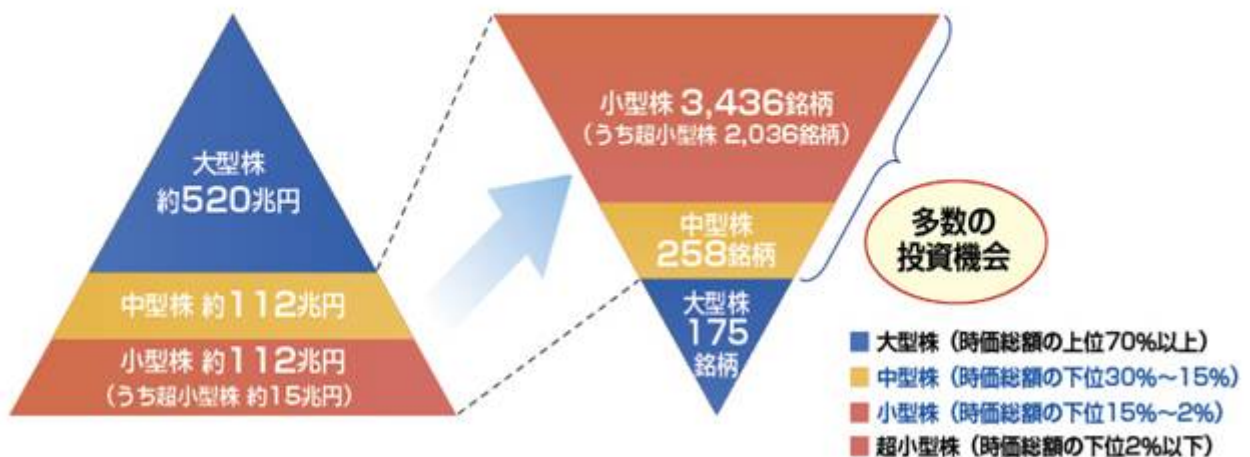 大型株
約520兆円
中型株 約112兆円
小型株 約112兆円
(うち超小型株 約15兆円)
小型株 3,436銘柄
(うち超小型株 2,036銘柄)
中型株
258銘柄
大型株
175
銘柄
多数の
投資機会
大型株(時価総額の上位70%以上)
中型株(時価総額の下位30%~15%)
小型株(時価総額の下位15%~2%)
超小型株(時価総額の下位2%以下)